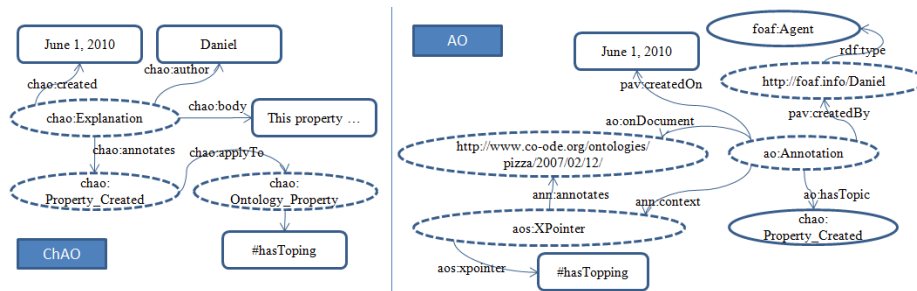 June 1, 2010
Daniel
chao:author
chao:created
chao:body
chao:Explanation
This property …
chao:annotates
chao:applyTo
chao:
Property_Created
chao:
Ontology_Property
ChAO
#hasToping
AO
foaf:Agent
June 1, 2010
rdf:type
http://foaf.info/Daniel
pav:createdOn
pav:createdBy
ao:onDocument
http://www.co-ode.org/ontologies/
pizza/2007/02/12/
ao:Annotation
ann:annotates
ann:context
ao:hasTopic
aos:XPointer
chao:
Property_Created
aos:xpointer
#hasTopping